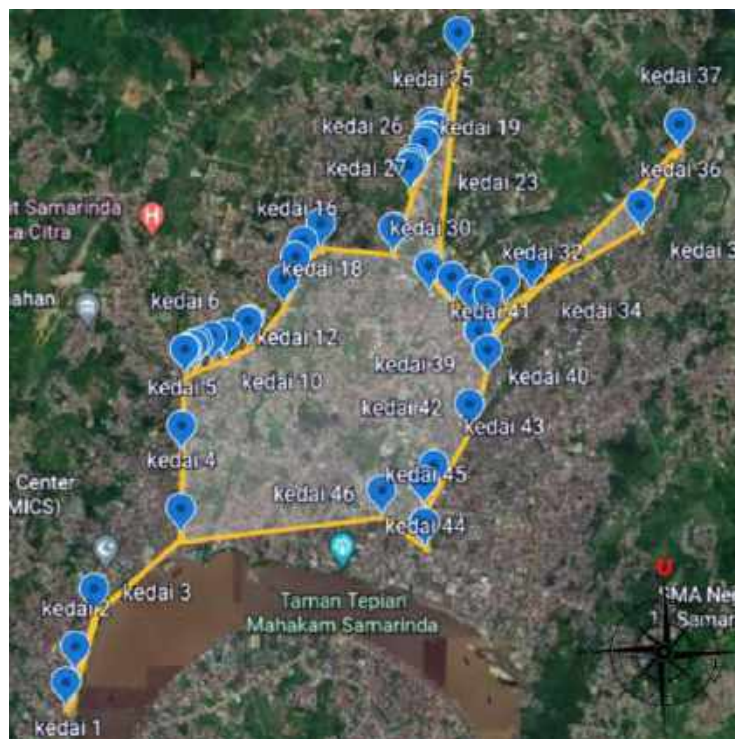 kedai 25
kedai 37
kedai 26
kedai 19
kedai 27
kedai 36
kedai 23
Samarinda
Citra
kedai 16
kedai 30
kedai 32
kedai 18
kedai 6
kedai 41
kedai 34
kedai 12
kedai 5
kedai 10
kedai 39
kedai 40
kedai 42
kedai 43
kedai 4
kedai 45
Center
kedai 46
MICS)
kedai 44
kedai 3
kedai 2
Taman Tepian
Mahakam Samarinda
kedai 1